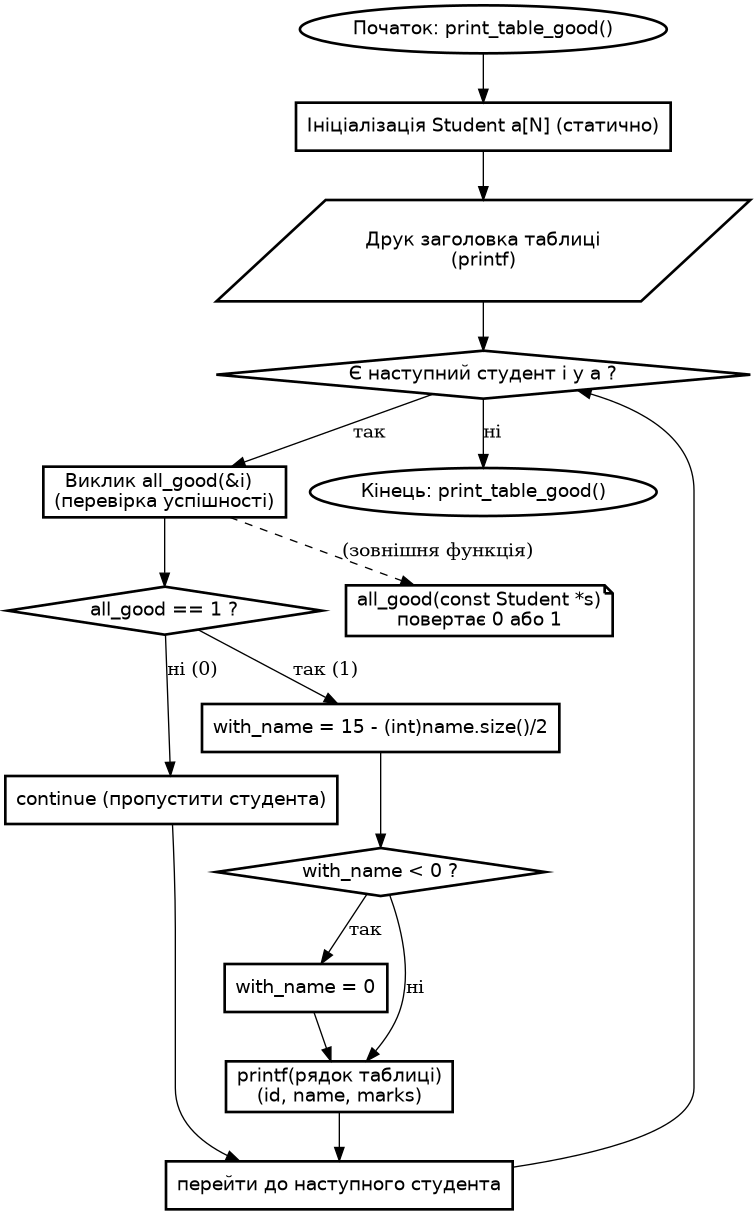 Початок: print_table_good()
Ініціалізація Student a[N] (статично)
Друк заголовка таблиці
(printf)
Є наступний студент i у a ?
так
ні
Виклик all_good(&i)
(перевірка успішності)
Кінець: print_table_good()
(зовнішня функція)
all_good == 1 ?
all_good(const Student *s)
повертає 0 або 1
ні (0)
так (1)
with_name = 15 - (int)name.size()/2
continue (пропустити студента)
with_name < 0 ?
так
with_name = 0
ні
printf(рядок таблиці)
(id, name, marks)
перейти до наступного студента